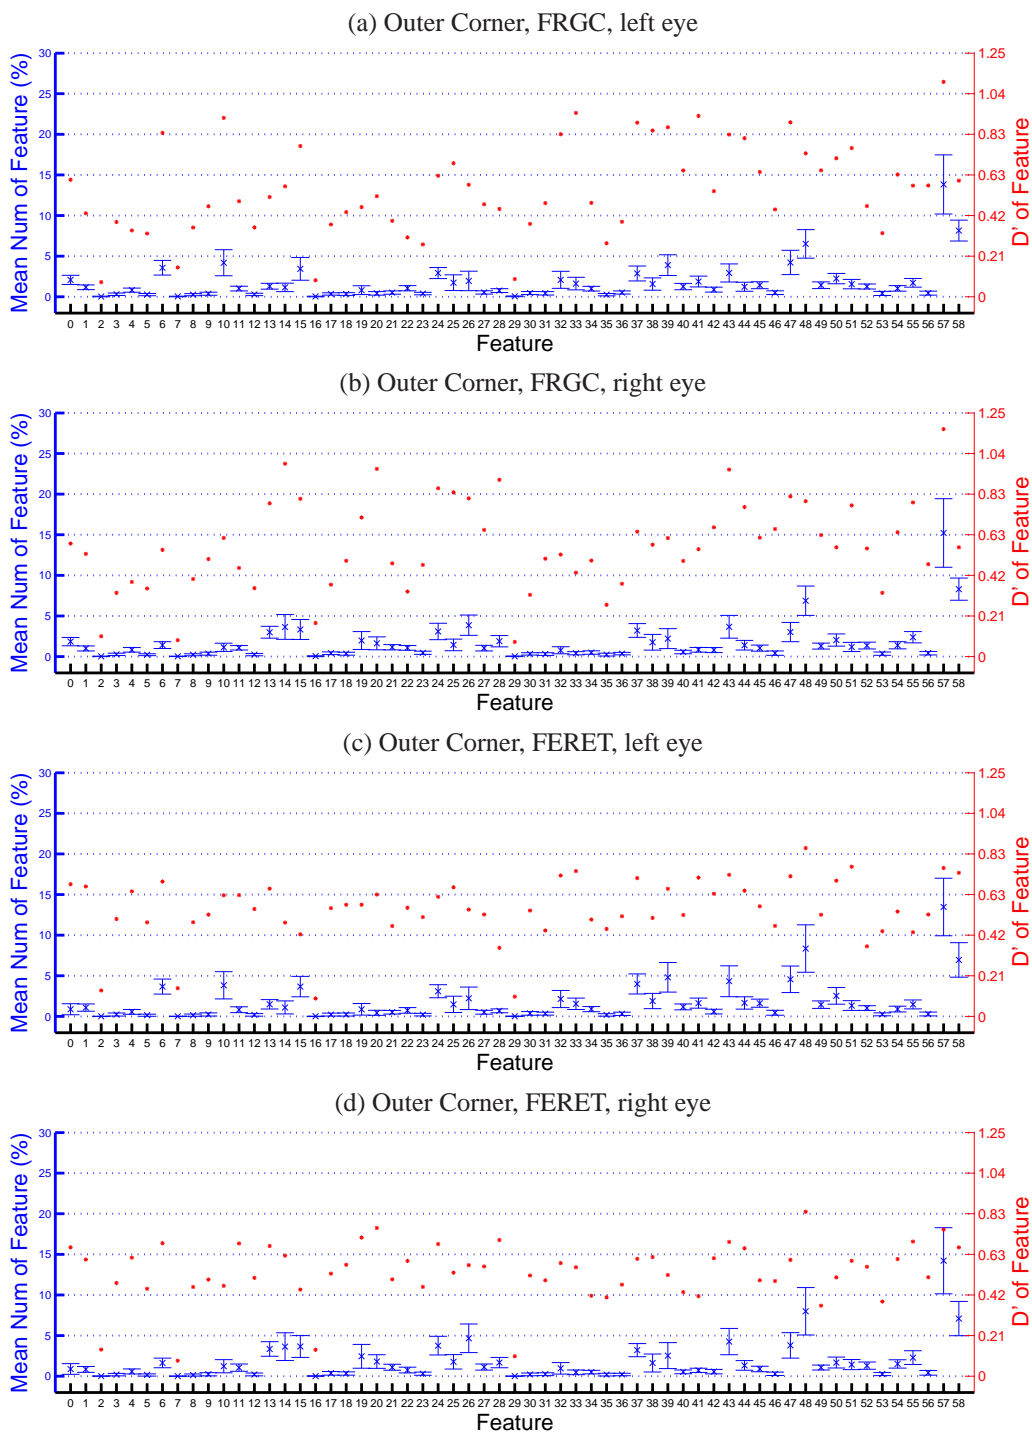 (a) Outer Corner, FRGC, left eye
Mean Num of Feature (%)
30
25
20
15
10
5
0
1.25
1.04
0.83
0.63
0.42
0.21
0
D' of Feature
0 1 2 3 4 5 6 7 8 9 10 11 12 13 14 15 16 17 18 19 20 21 22 23 24 25 26 27 28 29 30 31 32 33 34 35 36 37 38 39 40 41 42 43 44 45 46 47 48 49 50 51 52 53 54 55 56 57 58
Feature
(b) Outer Corner, FRGC, right eye
Mean Num of Feature (%)
30
25
20
15
10
5
0
1.25
1.04
0.83
0.63
0.42
0.21
0
D' of Feature
0 1 2 3 4 5 6 7 8 9 10 11 12 13 14 15 16 17 18 19 20 21 22 23 24 25 26 27 28 29 30 31 32 33 34 35 36 37 38 39 40 41 42 43 44 45 46 47 48 49 50 51 52 53 54 55 56 57 58
Feature
(c) Outer Corner, FERET, left eye
Mean Num of Feature (%)
30
25
20
15
10
5
0
1.25
1.04
0.83
0.63
0.42
0.21
0
D' of Feature
0 1 2 3 4 5 6 7 8 9 10 11 12 13 14 15 16 17 18 19 20 21 22 23 24 25 26 27 28 29 30 31 32 33 34 35 36 37 38 39 40 41 42 43 44 45 46 47 48 49 50 51 52 53 54 55 56 57 58
Feature
(d) Outer Corner, FERET, right eye
Mean Num of Feature (%)
30
25
20
15
10
5
0
1.25
1.04
0.83
0.63
0.42
0.21
0
D' of Feature
0 1 2 3 4 5 6 7 8 9 10 11 12 13 14 15 16 17 18 19 20 21 22 23 24 25 26 27 28 29 30 31 32 33 34 35 36 37 38 39 40 41 42 43 44 45 46 47 48 49 50 51 52 53 54 55 56 57 58
Feature